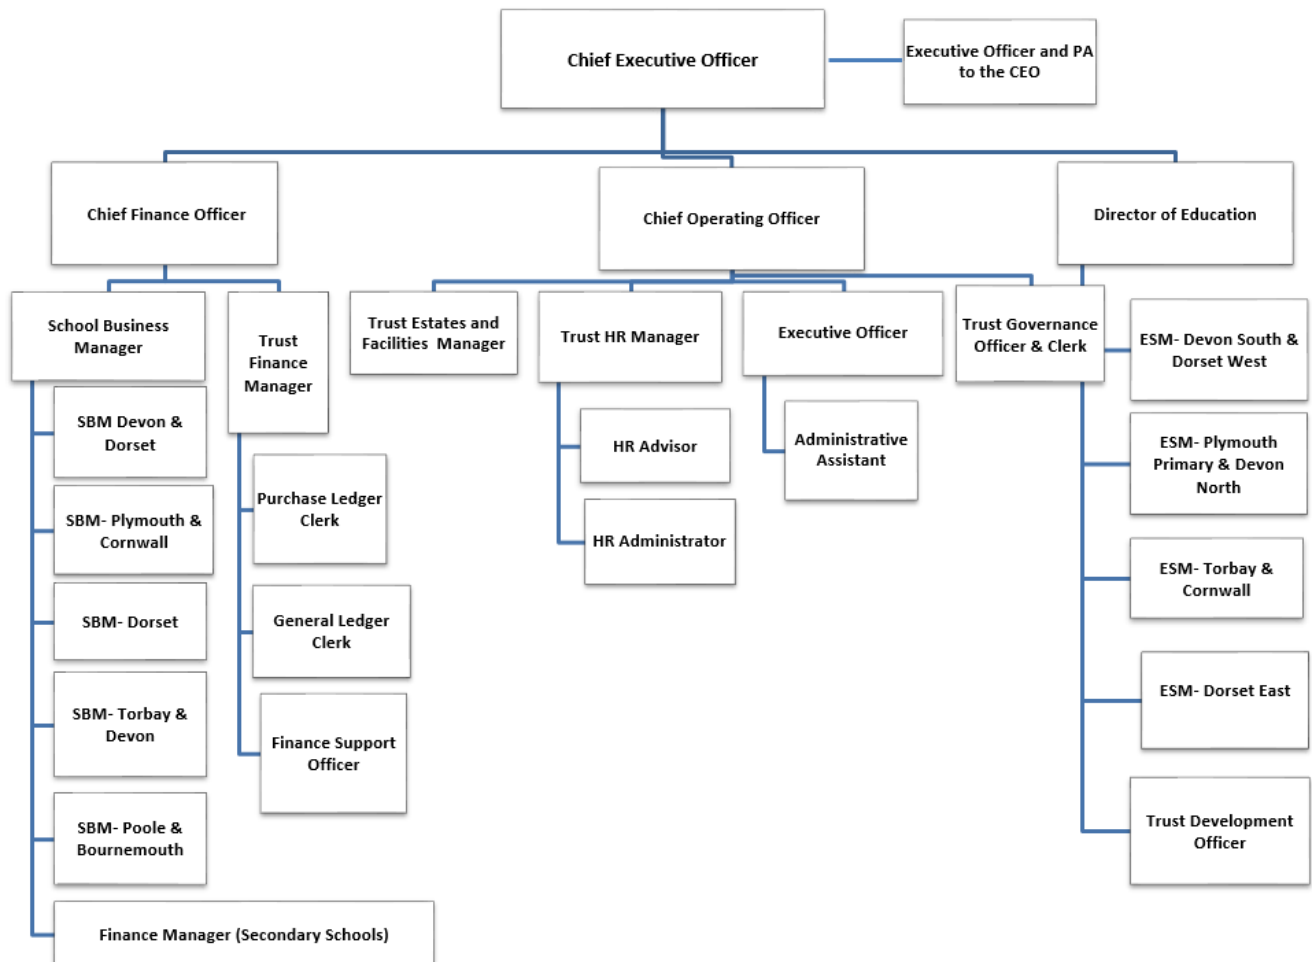 Chief Executive Officer
Executive Officer and PA
to the CEO
Chief Finance Officer
Chief Operating Officer
Director of Education
School Business
Manager
Trust
Finance
Manager
Trust Estates and
Facilities Manager
Trust HR Manager
Executive Officer
Trust Governance
Officer & Clerk
ESM- Devon South &
Dorset West
SBM Devon &
Dorset
SBM- Plymouth &
Cornwall
SBM- Dorset
SBM- Torbay &
Devon
SBM- Poole &
Bournemouth
Finance Manager (Secondary Schools)
Purchase Ledger
Clerk
General Ledger
Clerk
Finance Support
Officer
HR Advisor
HR Administrator
Administrative
Assistant
ESM- Plymouth
Primary & Devon
North
ESM- Torbay &
Cornwall
ESM- Dorset East
Trust Development
Officer